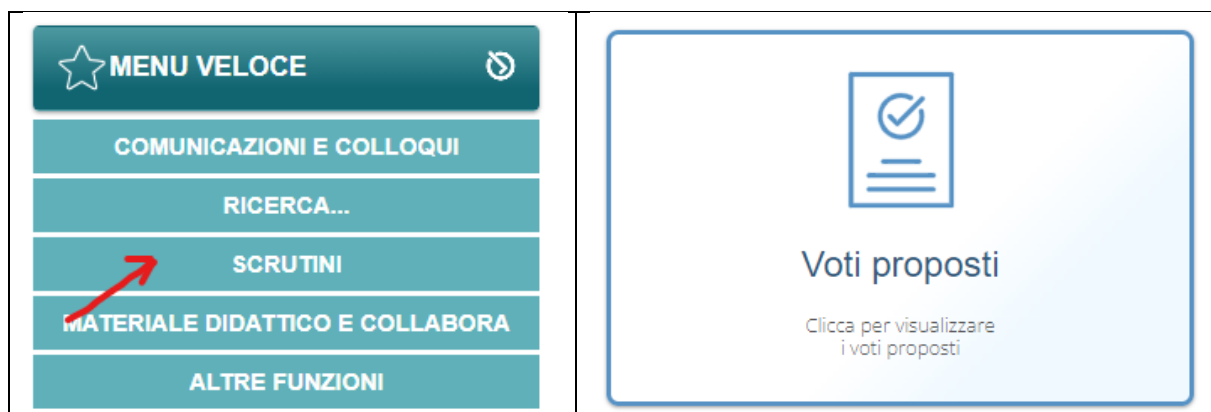 MENU VELOCE
COMUNICAZIONI E COLLOQUI
RICERCA...
SCRUTINI
MATERIALE DIDATTICO E COLLABORA
ALTRE FUNZIONI
Voti proposti
Clicca per visualizzare
i voti proposti